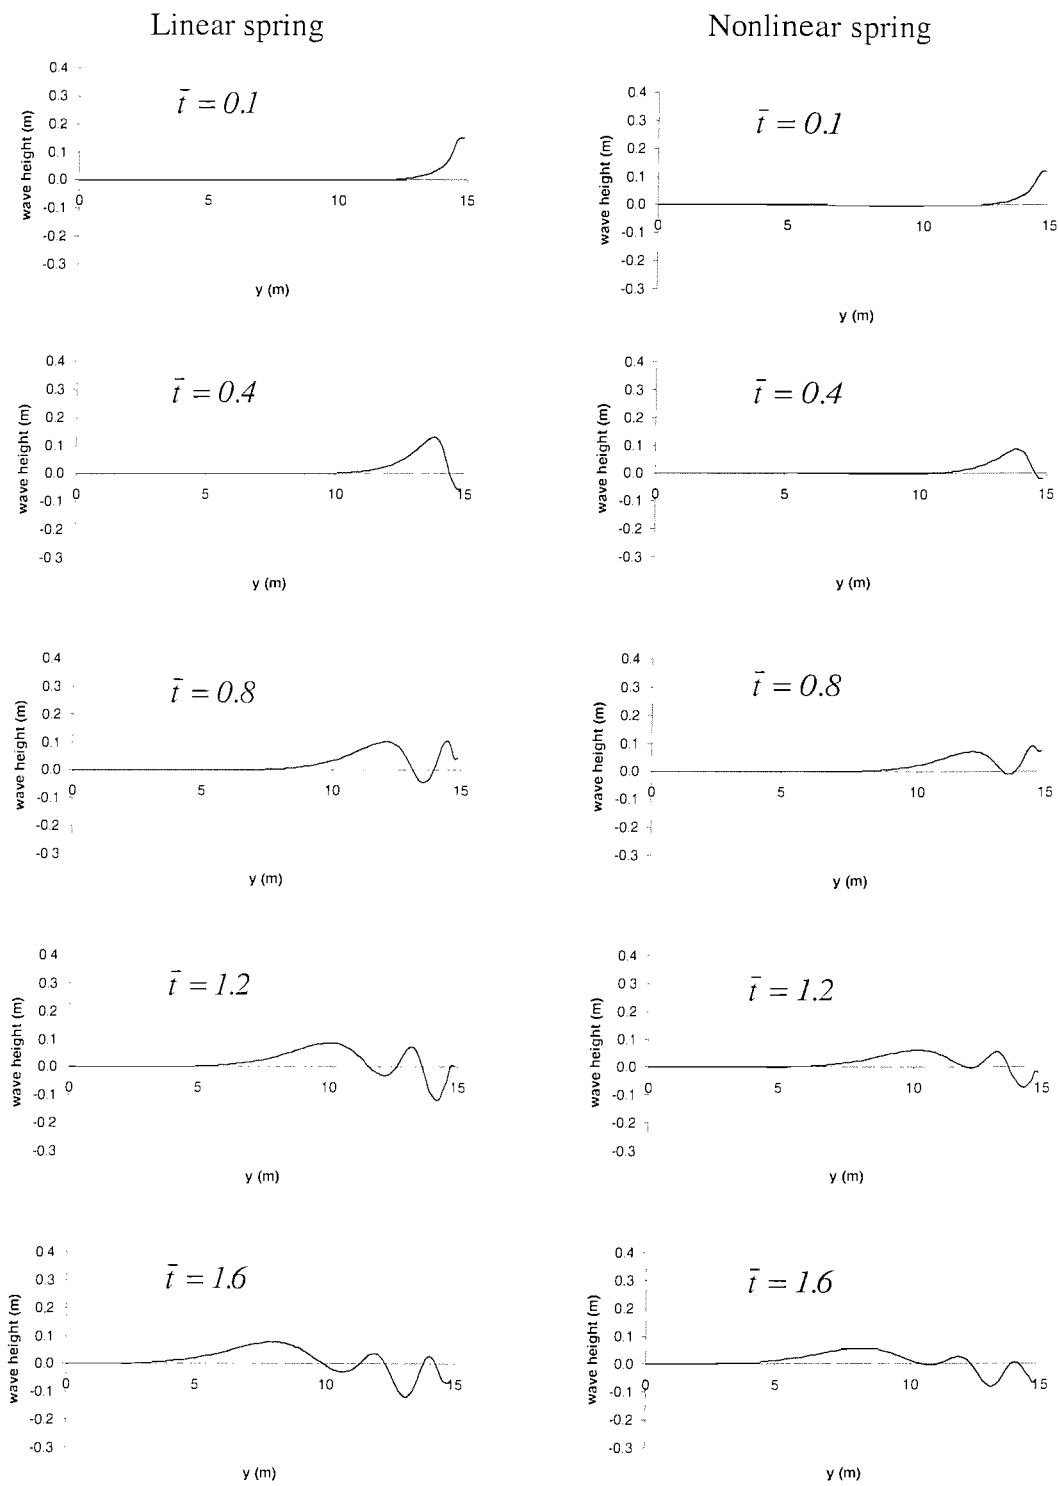 Linear spring
Nonlinear spring
t̄ = 0.1
wave height (m)
0.4
0.3
0.2
0.1
0.0
-0.1
-0.2
-0.3
0 5 10 15
y (m)
t̄ = 0.1
wave height (m)
0.4
0.3
0.2
0.1
0.0
-0.1
-0.2
-0.3
0 5 10 15
y (m)
t̄ = 0.4
wave height (m)
0.4
0.3
0.2
0.1
0.0
-0.1
-0.2
-0.3
0 5 10 15
y (m)
t̄ = 0.4
wave height (m)
0.4
0.3
0.2
0.1
0.0
-0.1
-0.2
-0.3
0 5 10 15
y (m)
t̄ = 0.8
wave height (m)
0.4
0.3
0.2
0.1
0.0
-0.1
-0.2
-0.3
0 5 10 15
y (m)
t̄ = 0.8
wave height (m)
0.4
0.3
0.2
0.1
0.0
-0.1
-0.2
-0.3
0 5 10 15
y (m)
t̄ = 1.2
wave height (m)
0.4
0.3
0.2
0.1
0.0
-0.1
-0.2
-0.3
0 5 10 15
y (m)
t̄ = 1.2
wave height (m)
0.4
0.3
0.2
0.1
0.0
-0.1
-0.2
-0.3
0 5 10 15
y (m)
t̄ = 1.6
wave height (m)
0.4
0.3
0.2
0.1
0.0
-0.1
-0.2
-0.3
0 5 10 15
y (m)
t̄ = 1.6
wave height (m)
0.4
0.3
0.2
0.1
0.0
-0.1
-0.2
-0.3
0 5 10 15
y (m)